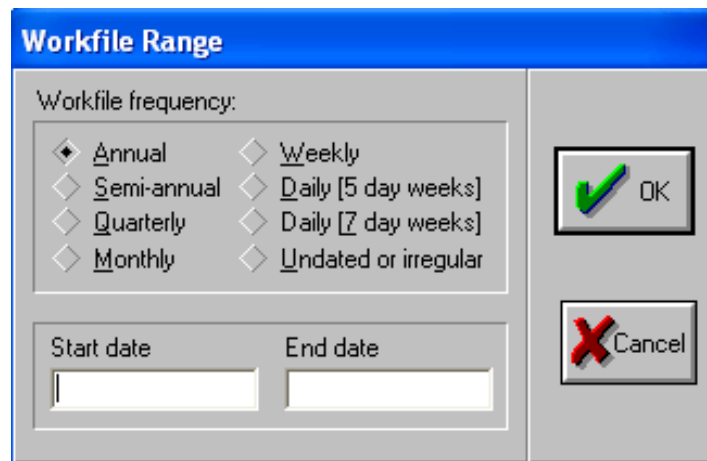 Workfile Range
Workfile frequency:
Annual
Semi-annual
Quarterly
Monthly
Weekly
Daily [5 day weeks]
Daily [7 day weeks]
Undated or irregular
Start date
End date
OK
Cancel